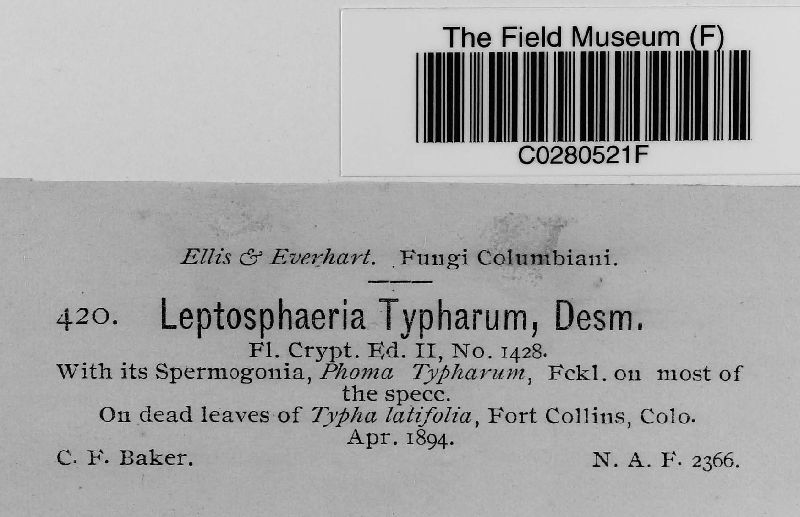 The Field Museum (F)
C0280521F
Ellis & Everhart. Fungi Columbiani.
420. Leptosphaeria Typharum, Desm.
Fl. Crypt. Ed. II, No. 1428.
With its Spermogonia, Phoma Typharum, Fckl. on most of
the specc.
On dead leaves of Typha latifolia, Fort Collins, Colo.
Apr. 1894.
C. F. Baker. N. A. F. 2366.